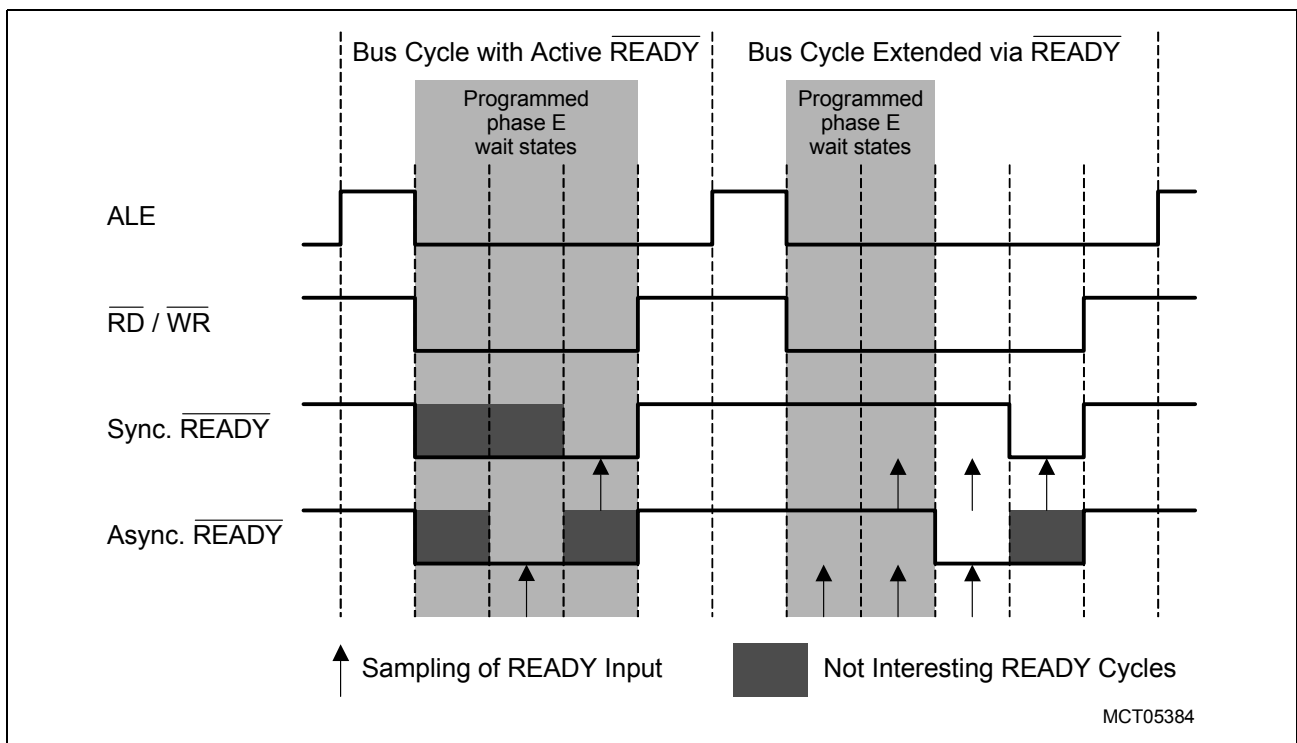 Bus Cycle with Active READY
Bus Cycle Extended via READY
Programmed
phase E
wait states
Programmed
phase E
wait states
ALE
RD / WR
Sync. READY
Async. READY
Sampling of READY Input
Not Interesting READY Cycles
MCT05384